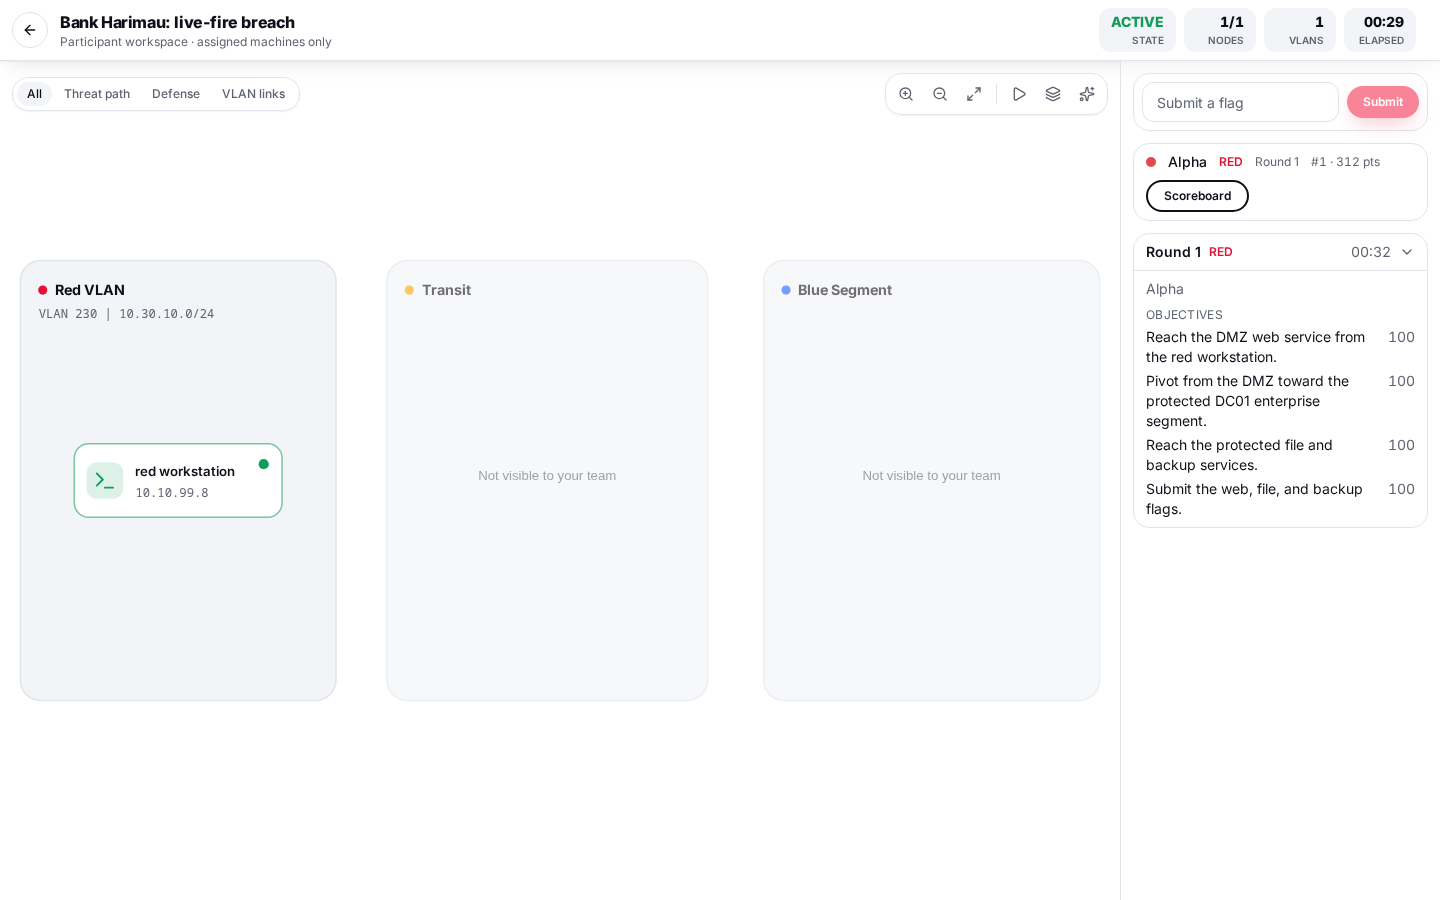 Bank Harimau: live-fire breach
Participant workspace · assigned machines only
ACTIVE
STATE
1/1
NODES
1
VLANS
00:29
ELAPSED
All
Threat path
Defense
VLAN links
Submit a flag
Submit
Alpha RED Round 1 #1 · 312 pts
Scoreboard
Round 1 RED 00:32
Alpha
OBJECTIVES
Reach the DMZ web service from 100
the red workstation.
Pivot from the DMZ toward the 100
protected DC01 enterprise
segment.
Reach the protected file and 100
backup services.
Submit the web, file, and backup 100
flags.
Red VLAN
VLAN 230 | 10.30.10.0/24
red workstation
10.10.99.8
Transit
Not visible to your team
Blue Segment
Not visible to your team